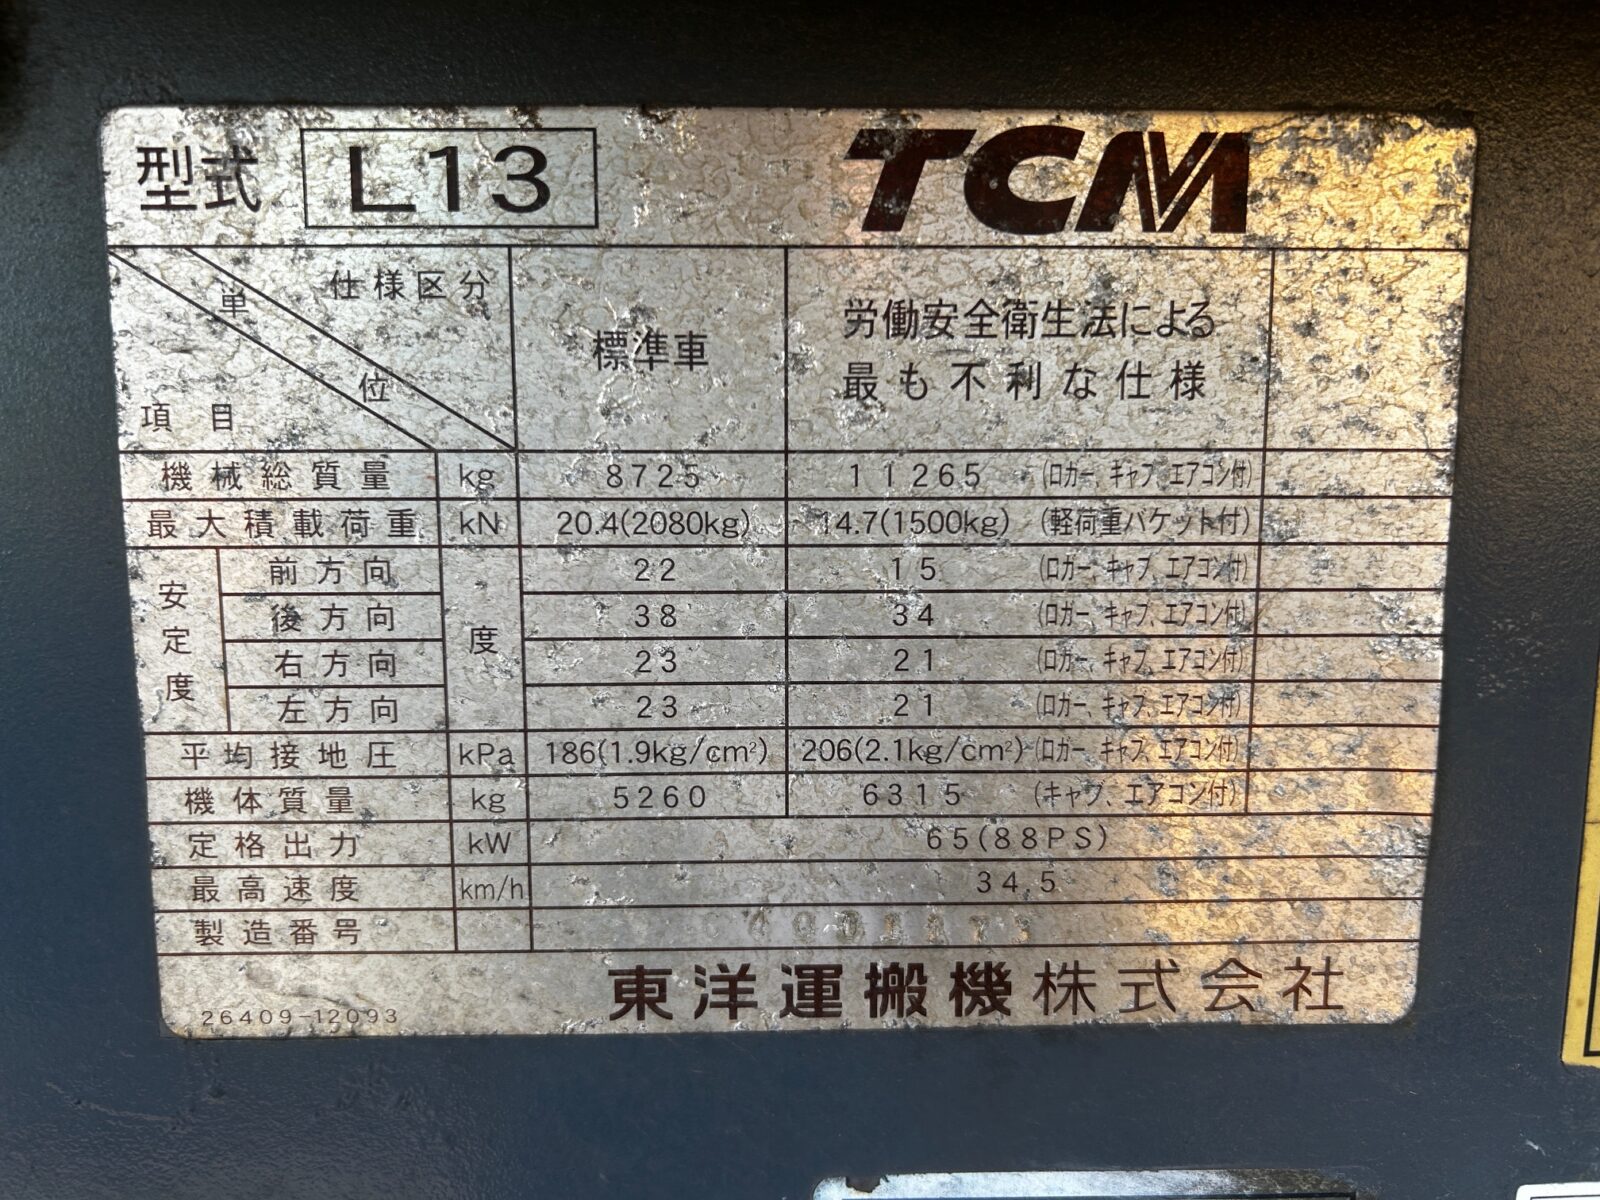 型式 L13 TCM
仕様区分
単位
項目
標準車
労働安全衛生法による
最も不利な仕様
機械総質量 kg 8725 11265 (ロガー、キャブ、エアコン付)
最大積載荷重 kN 20.4(2080kg) 14.7(1500kg) (軽荷重バケット付)
安定度 度
前方向 22 15 (ロガー、キャブ、エアコン付)
後方向 38 34 (ロガー、キャブ、エアコン付)
右方向 23 21 (ロガー、キャブ、エアコン付)
左方向 23 21 (ロガー、キャブ、エアコン付)
平均接地圧 kPa 186(1.9kg/cm²) 206(2.1kg/cm²) (ロガー、キャブ、エアコン付)
機体質量 kg 5260 6315 (キャブ、エアコン付)
定格出力 kW 65(88PS)
最高速度 km/h 34.5
製造番号
東洋運搬機株式会社
26409-12093